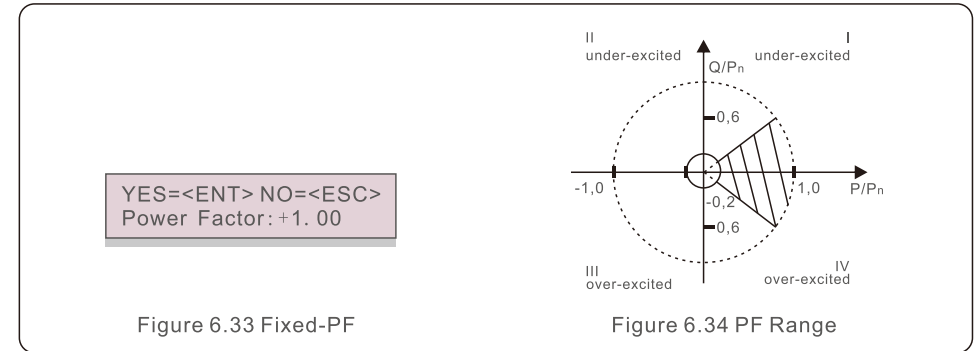 YES=<ENT> NO=<ESC>
Power Factor:+1.00
Figure 6.33 Fixed-PF
II
under-excited
I
under-excited
Q/Pn
0,6
-1,0
1,0
P/Pn
-0,2
0,6
III
over-excited
IV
over-excited
Figure 6.34 PF Range